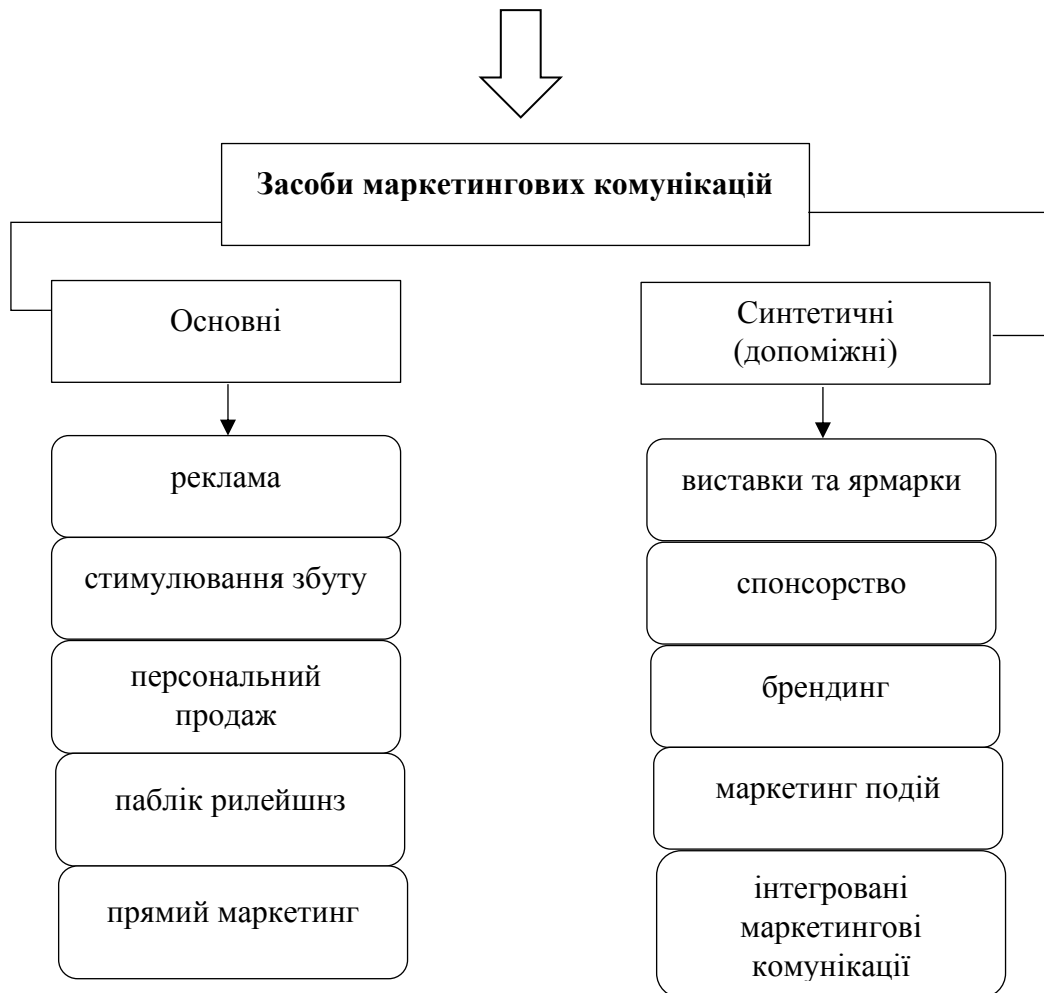 Засоби маркетингових комунікацій
Основні
реклама
стимулювання збуту
персональний
продаж
паблік рилейшнз
прямий маркетинг
Синтетичні
(допоміжні)
виставки та ярмарки
спонсорство
брендинг
маркетинг подій
інтегровані
маркетингові
комунікації